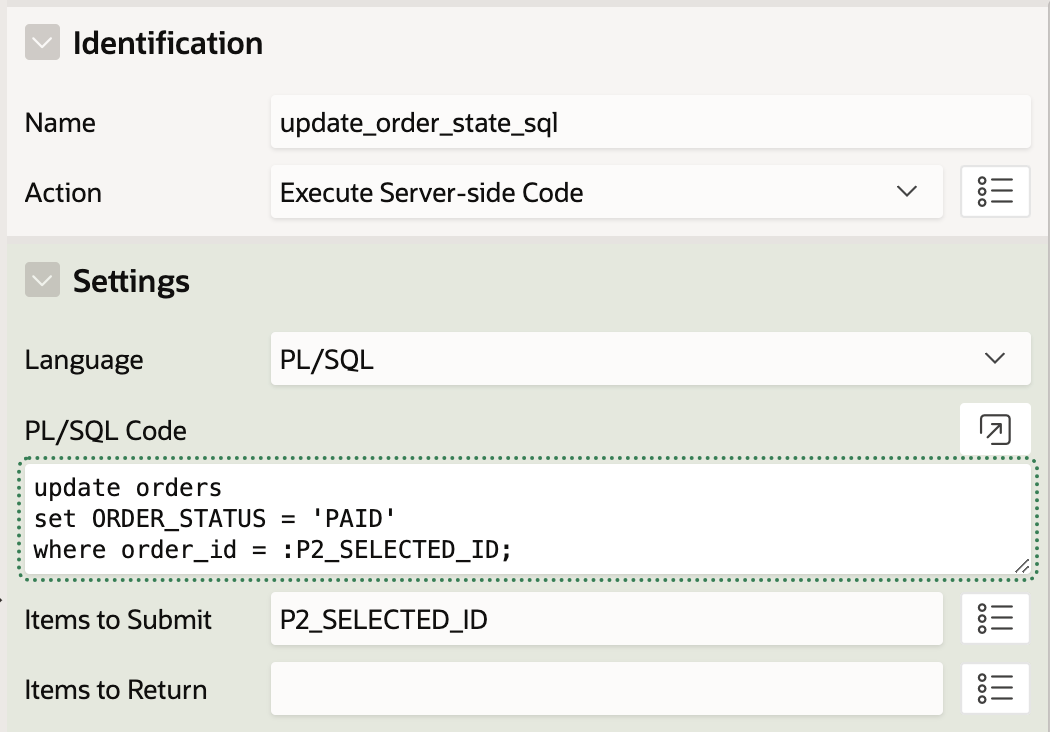 Identification
Name
update_order_state_sql
Action
Execute Server-side Code
Settings
Language
PL/SQL
PL/SQL Code
update orders
set ORDER_STATUS = 'PAID'
where order_id = :P2_SELECTED_ID;
Items to Submit
P2_SELECTED_ID
Items to Return